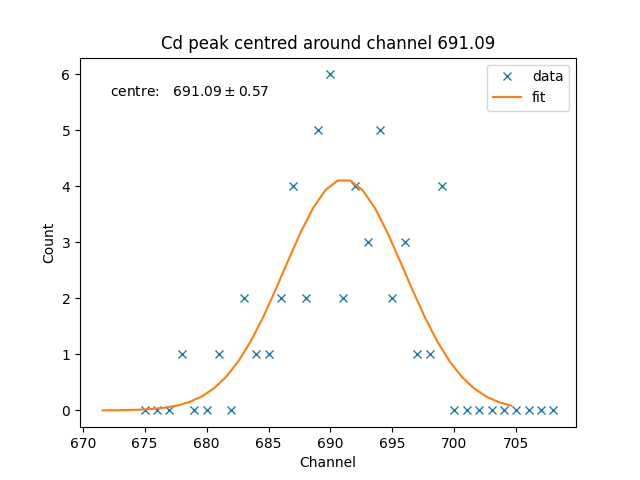 Cd peak centred around channel 691.09
centre: 691.09 ± 0.57
data
fit
Count
6
5
4
3
2
1
0
670 675 680 685 690 695 700 705
Channel